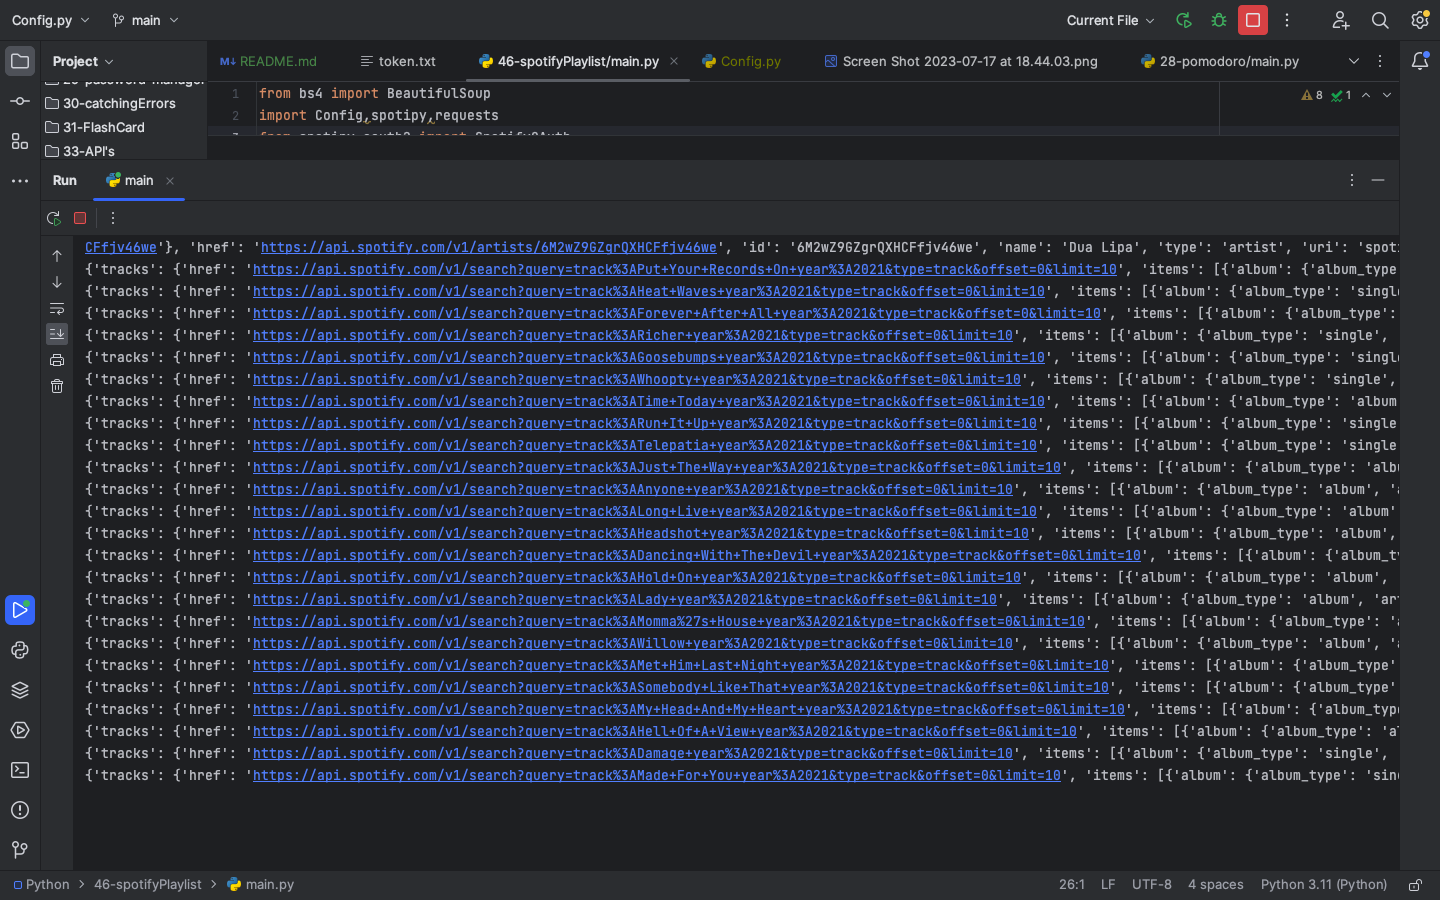 Config.py
main
Current File
Project
README.md
token.txt
46-spotifyPlaylist/main.py
Config.py
Screen Shot 2023-07-17 at 18.44.03.png
28-pomodoro/main.py
30-catchingErrors
31-FlashCard
33-API's
1 from bs4 import BeautifulSoup
2 import Config,spotipy,requests
8
1
Run
main
CFfjv46we'}, 'href': 'https://api.spotify.com/v1/artists/6M2wZ9GZgrQXHCFfjv46we', 'id': '6M2wZ9GZgrQXHCFfjv46we', 'name': 'Dua Lipa', 'type': 'artist', 'uri': 'spoti
{'tracks': {'href': 'https://api.spotify.com/v1/search?query=track%3APut+Your+Records+On+year%3A2021&type=track&offset=0&limit=10', 'items': [{'album': {'album_type
{'tracks': {'href': 'https://api.spotify.com/v1/search?query=track%3AHeat+Waves+year%3A2021&type=track&offset=0&limit=10', 'items': [{'album': {'album_type': 'single
{'tracks': {'href': 'https://api.spotify.com/v1/search?query=track%3AForever+After+All+year%3A2021&type=track&offset=0&limit=10', 'items': [{'album': {'album_type':
{'tracks': {'href': 'https://api.spotify.com/v1/search?query=track%3ARicher+year%3A2021&type=track&offset=0&limit=10', 'items': [{'album': {'album_type': 'single',
{'tracks': {'href': 'https://api.spotify.com/v1/search?query=track%3AGoosebumps+year%3A2021&type=track&offset=0&limit=10', 'items': [{'album': {'album_type': 'single
{'tracks': {'href': 'https://api.spotify.com/v1/search?query=track%3AWhoopty+year%3A2021&type=track&offset=0&limit=10', 'items': [{'album': {'album_type': 'single',
{'tracks': {'href': 'https://api.spotify.com/v1/search?query=track%3ATime+Today+year%3A2021&type=track&offset=0&limit=10', 'items': [{'album': {'album_type': 'album
{'tracks': {'href': 'https://api.spotify.com/v1/search?query=track%3ARun+It+Up+year%3A2021&type=track&offset=0&limit=10', 'items': [{'album': {'album_type': 'single
{'tracks': {'href': 'https://api.spotify.com/v1/search?query=track%3ATelepatia+year%3A2021&type=track&offset=0&limit=10', 'items': [{'album': {'album_type': 'single
{'tracks': {'href': 'https://api.spotify.com/v1/search?query=track%3AJust+The+Way+year%3A2021&type=track&offset=0&limit=10', 'items': [{'album': {'album_type': 'albu
{'tracks': {'href': 'https://api.spotify.com/v1/search?query=track%3AAnyone+year%3A2021&type=track&offset=0&limit=10', 'items': [{'album': {'album_type': 'album', 'a
{'tracks': {'href': 'https://api.spotify.com/v1/search?query=track%3ALong+Live+year%3A2021&type=track&offset=0&limit=10', 'items': [{'album': {'album_type': 'album'
{'tracks': {'href': 'https://api.spotify.com/v1/search?query=track%3AHeadshot+year%3A2021&type=track&offset=0&limit=10', 'items': [{'album': {'album_type': 'album',
{'tracks': {'href': 'https://api.spotify.com/v1/search?query=track%3ADancing+With+The+Devil+year%3A2021&type=track&offset=0&limit=10', 'items': [{'album': {'album_ty
{'tracks': {'href': 'https://api.spotify.com/v1/search?query=track%3AHold+On+year%3A2021&type=track&offset=0&limit=10', 'items': [{'album': {'album_type': 'album',
{'tracks': {'href': 'https://api.spotify.com/v1/search?query=track%3ALady+year%3A2021&type=track&offset=0&limit=10', 'items': [{'album': {'album_type': 'album', 'art
{'tracks': {'href': 'https://api.spotify.com/v1/search?query=track%3AMomma%27s+House+year%3A2021&type=track&offset=0&limit=10', 'items': [{'album': {'album_type': 'a
{'tracks': {'href': 'https://api.spotify.com/v1/search?query=track%3AWillow+year%3A2021&type=track&offset=0&limit=10', 'items': [{'album': {'album_type': 'album', 'a
{'tracks': {'href': 'https://api.spotify.com/v1/search?query=track%3AMet+Him+Last+Night+year%3A2021&type=track&offset=0&limit=10', 'items': [{'album': {'album_type'
{'tracks': {'href': 'https://api.spotify.com/v1/search?query=track%3ASomebody+Like+That+year%3A2021&type=track&offset=0&limit=10', 'items': [{'album': {'album_type'
{'tracks': {'href': 'https://api.spotify.com/v1/search?query=track%3AMy+Head+And+My+Heart+year%3A2021&type=track&offset=0&limit=10', 'items': [{'album': {'album_type
{'tracks': {'href': 'https://api.spotify.com/v1/search?query=track%3AHell+Of+A+View+year%3A2021&type=track&offset=0&limit=10', 'items': [{'album': {'album_type': 'al
{'tracks': {'href': 'https://api.spotify.com/v1/search?query=track%3ADamage+year%3A2021&type=track&offset=0&limit=10', 'items': [{'album': {'album_type': 'single',
{'tracks': {'href': 'https://api.spotify.com/v1/search?query=track%3AMade+For+You+year%3A2021&type=track&offset=0&limit=10', 'items': [{'album': {'album_type': 'sing
Python
46-spotifyPlaylist
main.py
26:1
LF
UTF-8
4 spaces
Python 3.11 (Python)